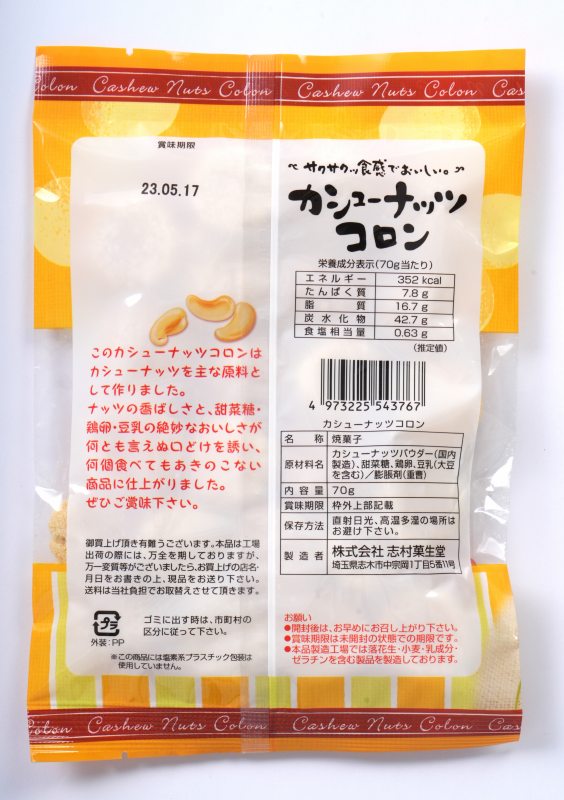 Colon Cashew Nuts Colon Cashew Nuts Colon Cas
賞味期限
23.05.17
サクサクッ食感でおいしい。
カシューナッツ
コロン
栄養成分表示(70g当たり)
エネルギー 352 kcal
たんぱく質 7.8 g
脂質 16.7 g
炭水化物 42.7 g
食塩相当量 0.63 g
(推定値)
このカシューナッツコロンは
カシューナッツを主な原料と
して作りました。
ナッツの香ばしさと、甜菜糖・
鶏卵・豆乳の絶妙なおいしさが
何とも言えぬ口どけを誘い、
何個食べてもあきのこない
商品に仕上がりました。
ぜひご賞味下さい。
4 973225 543767
カシューナッツコロン
名称 焼菓子
原材料名 カシューナッツパウダー(国内
製造)、甜菜糖、鶏卵、豆乳(大豆
を含む)/膨脹剤(重曹)
内容量 70g
賞味期限 枠外上部記載
保存方法 直射日光、高温多湿の場所は
お避け下さい。
製造者 株式会社 志村菓生堂
埼玉県志木市中宗岡1丁目5番11号
御買上げ頂き有難うございます。本品は工場
出荷の際には、万全を期しておりますが、
万一変質等がございましたら、お買上げの店名・
月日をお書きの上、現品をお送り下さい。
送料は当社負担でお取替えさせて頂きます。
プラ
外装:PP
ゴミに出す時は、市町村の
区分に従って下さい。
※この商品には塩素系プラスチック包装は
使用していません。
お願い
●開封後は、お早めにお召し上がり下さい。
●賞味期限は未開封の状態での期限です。
●本品製造工場では落花生・小麦・乳成分・
ゼラチンを含む製品を製造しております。
Colon Cashew Nuts Colon Cashew Nuts Colon Cas